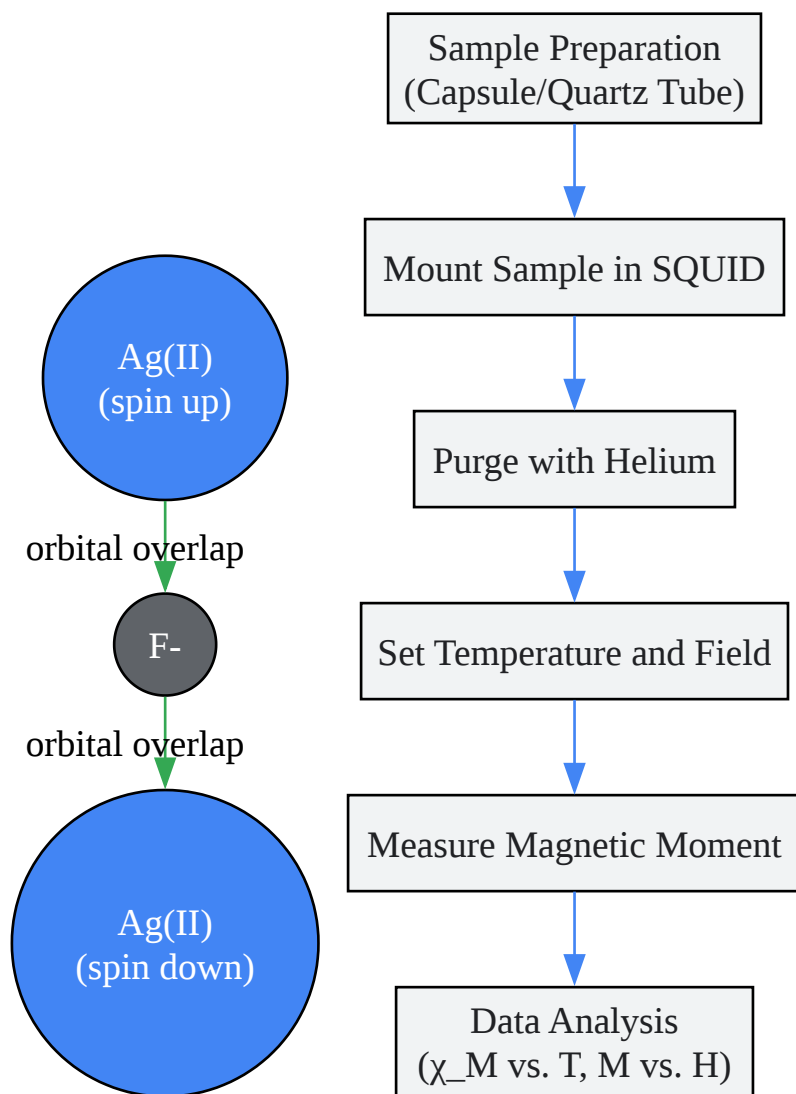 Ag(II)
(spin up)
orbital overlap
F-
orbital overlap
Ag(II)
(spin down)
Sample Preparation
(Capsule/Quartz Tube)
Mount Sample in SQUID
Purge with Helium
Set Temperature and Field
Measure Magnetic Moment
Data Analysis
(χ_M vs. T, M vs. H)